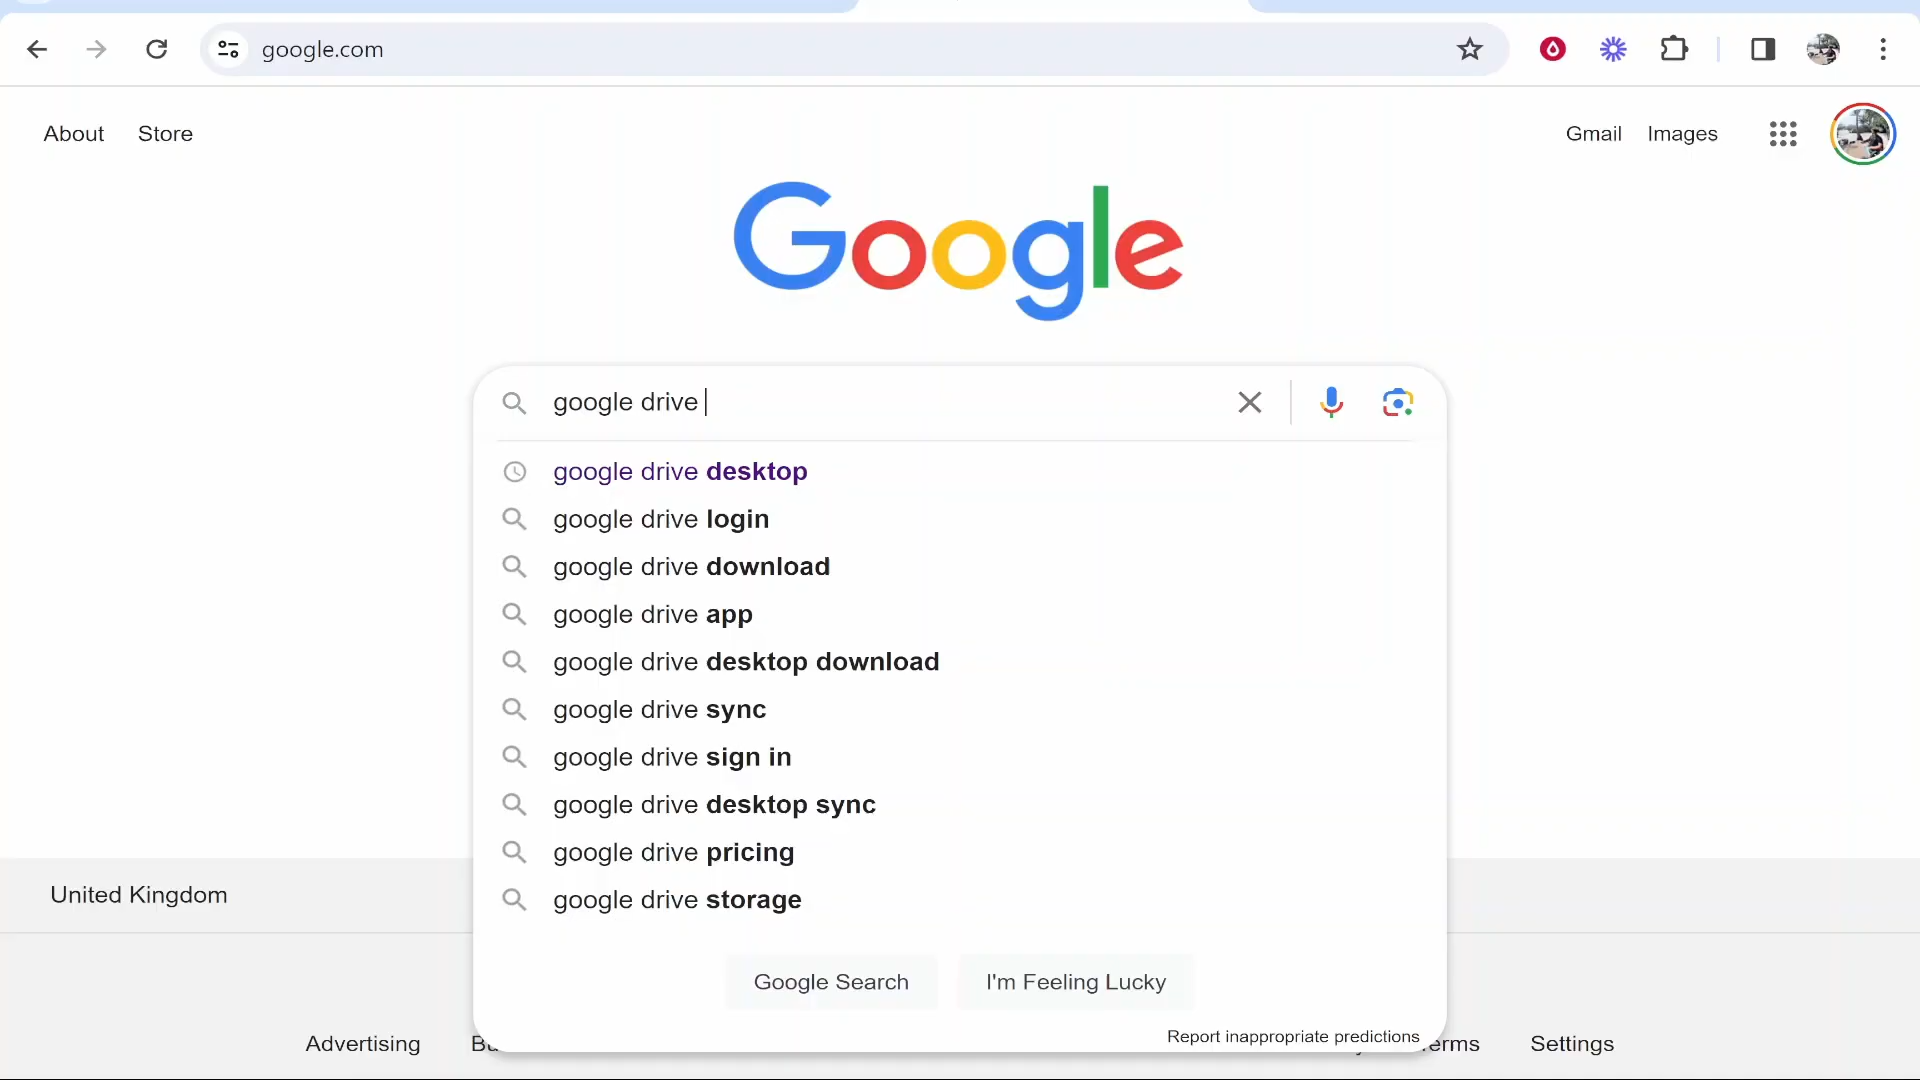 google.com
About Store Gmail Images
Google
google drive
google drive desktop
google drive login
google drive download
google drive app
google drive desktop download
google drive sync
google drive sign in
google drive desktop sync
google drive pricing
google drive storage
United Kingdom
Google Search I'm Feeling Lucky
Report inappropriate predictions
Advertising Settings